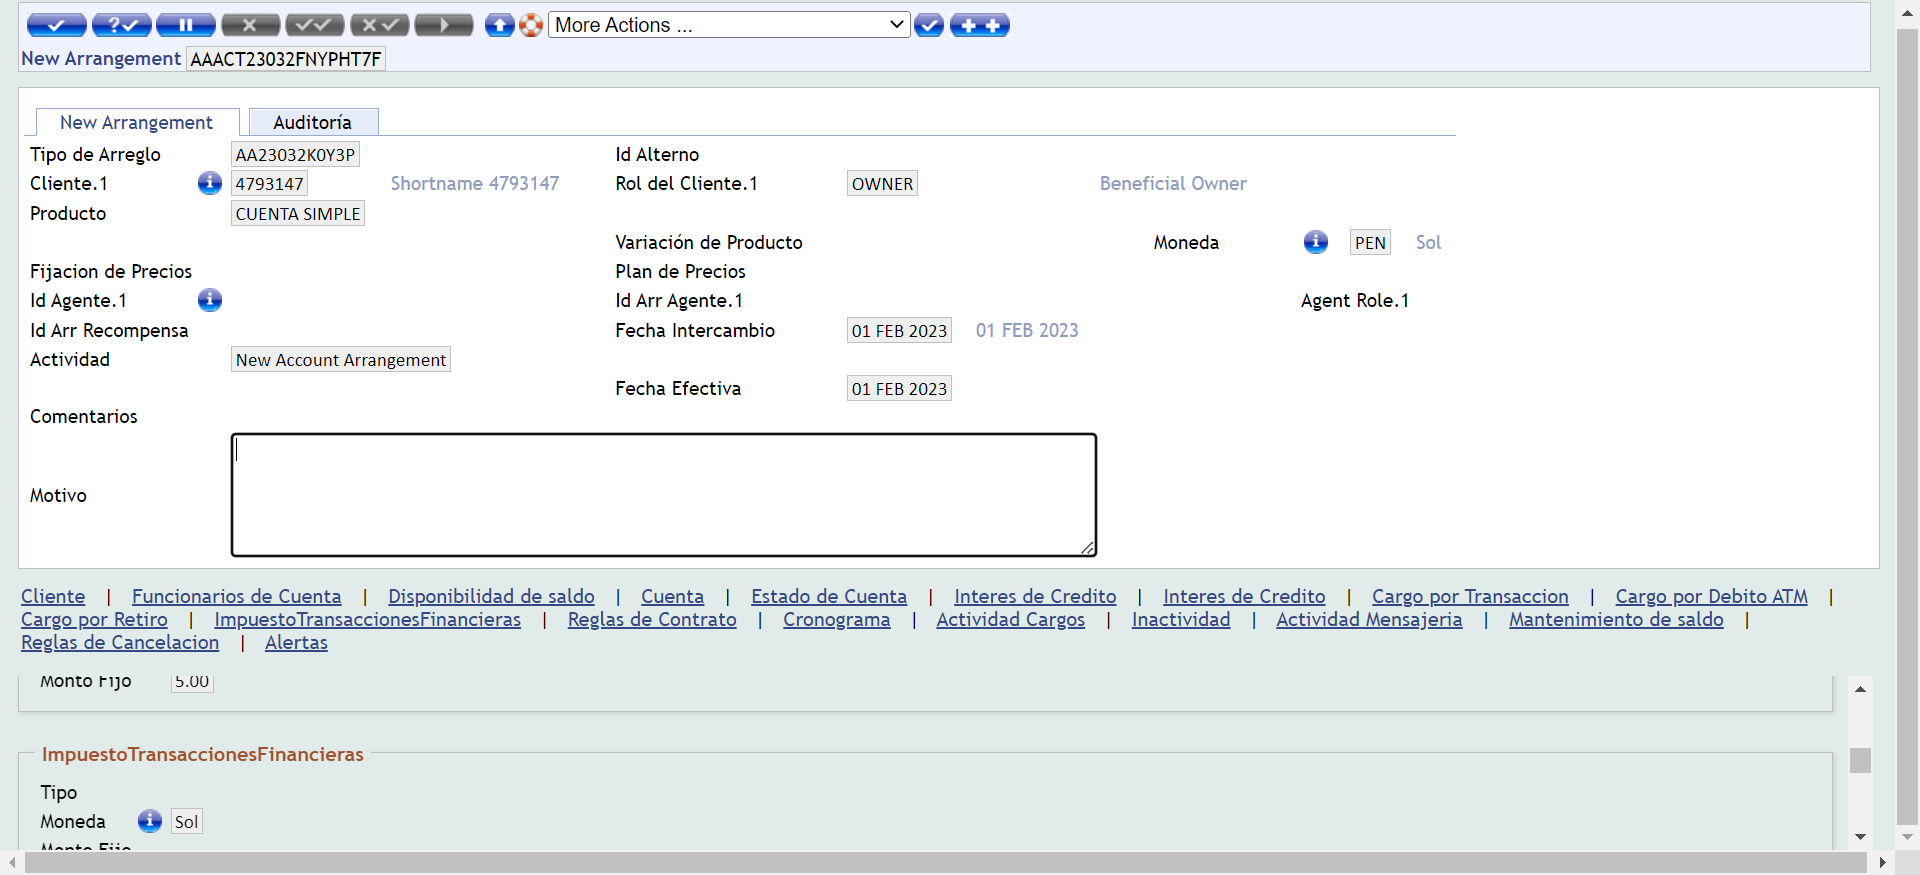 More Actions ...
New Arrangement AAACT23032FNYPHT7F
New Arrangement Auditoría
Tipo de Arreglo AA23032K0Y3P Id Alterno
Cliente.1 4793147 Shortname 4793147 Rol del Cliente.1 OWNER Beneficial Owner
Producto CUENTA SIMPLE
Variación de Producto Moneda PEN Sol
Fijacion de Precios Plan de Precios
Id Agente.1 Id Arr Agente.1 Agent Role.1
Id Arr Recompensa Fecha Intercambio 01 FEB 2023 01 FEB 2023
Actividad New Account Arrangement
Fecha Efectiva 01 FEB 2023
Comentarios
Motivo
Cliente | Funcionarios de Cuenta | Disponibilidad de saldo | Cuenta | Estado de Cuenta | Interes de Credito | Interes de Credito | Cargo por Transaccion | Cargo por Debito ATM |
Cargo por Retiro | ImpuestoTransaccionesFinancieras | Reglas de Contrato | Cronograma | Actividad Cargos | Inactividad | Actividad Mensajeria | Mantenimiento de saldo |
Reglas de Cancelacion | Alertas
Monto Fijo 5.00
ImpuestoTransaccionesFinancieras
Tipo
Moneda Sol
Monto Fijo